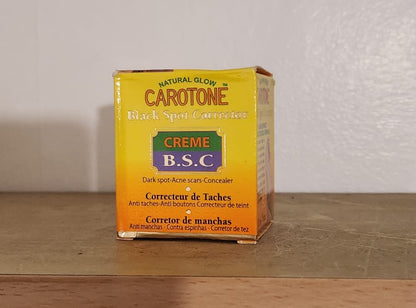 NATURAL GLOW
CAROTONE™
Black Spot Corrector
CREME
B.S.C
Dark spot-Acne scars-Concealer
Correcteur de Taches
Anti taches-Anti boutons Correcteur de teint
Corretor de manchas
Anti manchas - Contra espinhas - Corretor de tez